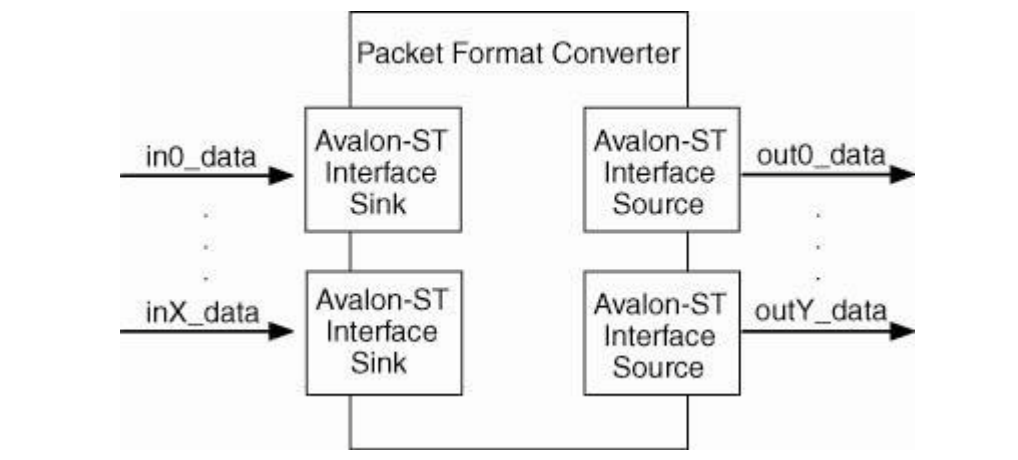 Packet Format Converter
in0_data
Avalon-ST
Interface
Sink
Avalon-ST
Interface
Source
out0_data
inX_data
Avalon-ST
Interface
Sink
Avalon-ST
Interface
Source
outY_data